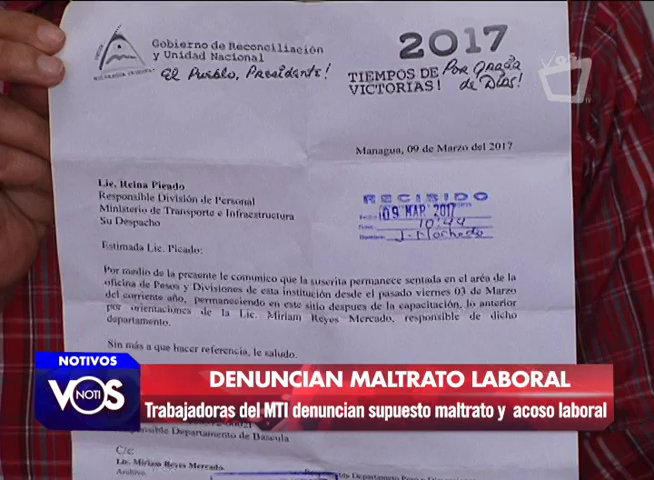 Gobierno de Reconciliación
y Unidad Nacional
El Pueblo, Presidente!
2017
TIEMPOS DE
VICTORIAS!
Por gracia
de Dios!
Managua, 09 de Marzo del 2017
Lic. Reina Picado
Responsible División de Personal
Ministerio de Transporte e Infraestructura
Su Despacho
RECIBIDO
09 MAR 2017
10:44
J. Machado
Estimada Lic. Picado:
Por medio de la presente le comunico que la suscrita permanece sentada en el area de la
oficina de Pesos y Divisiones de esta institución desde el pasado viernes 03 de Marzo
del corriente año, permaneciendo en este sitio despues de la capacitación, lo anterior
por orientaciones de la Lic. Miriam Reyes Mercado, responsible de dicho
departamento.
Sin más a que hacer referencia, le saludo.
NOTIVOS
VOS
NOTI
DENUNCIAN MALTRATO LABORAL
Trabajadoras del MTI denuncian supuesto maltrato y acoso laboral
Departamento de Bascula
C/c
Lic. Miriam Reyes Mercado.
Archivo